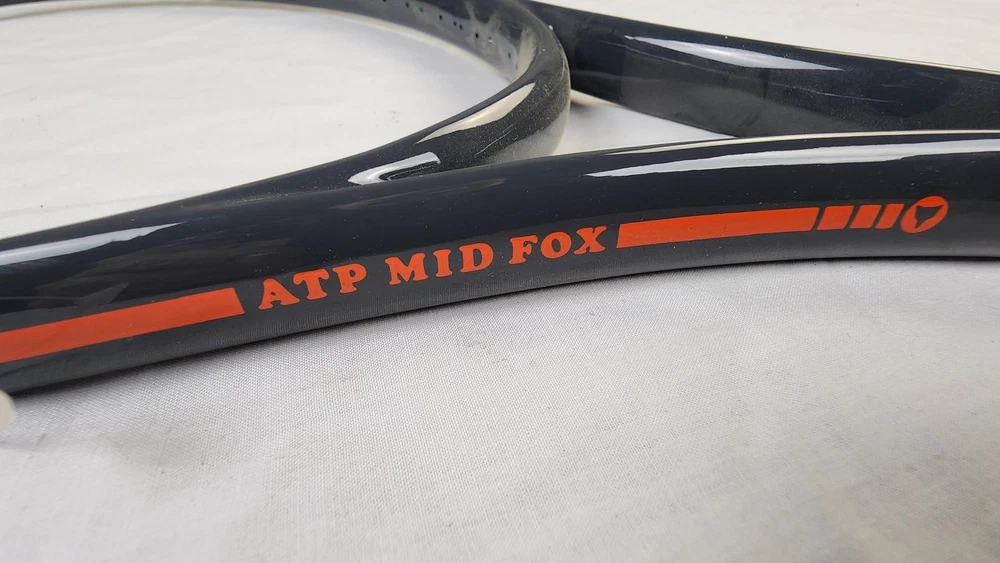 ATP MID FOX